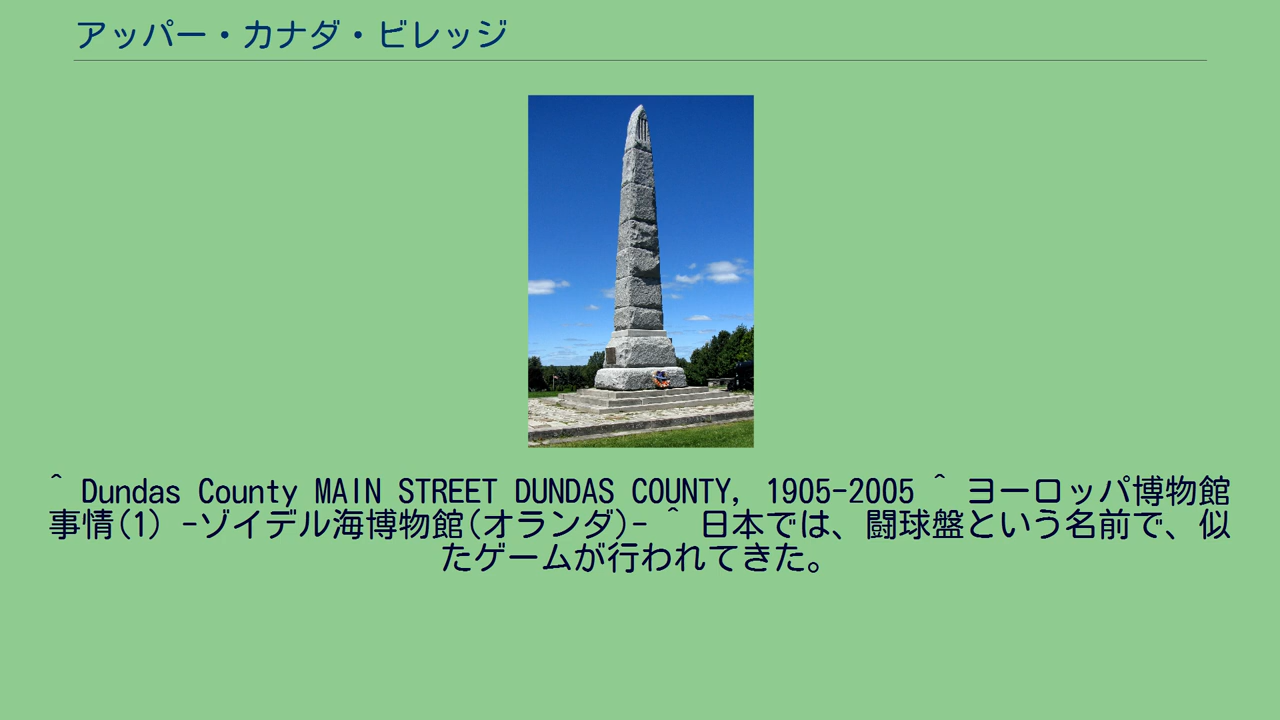 アッパー・カナダ・ビレッジ
^ Dundas County MAIN STREET DUNDAS COUNTY, 1905-2005 ^ ヨーロッパ博物館
事情(1) -ゾイデル海博物館(オランダ)- ^ 日本では、闘球盤という名前で、似
たゲームが行われてきた。